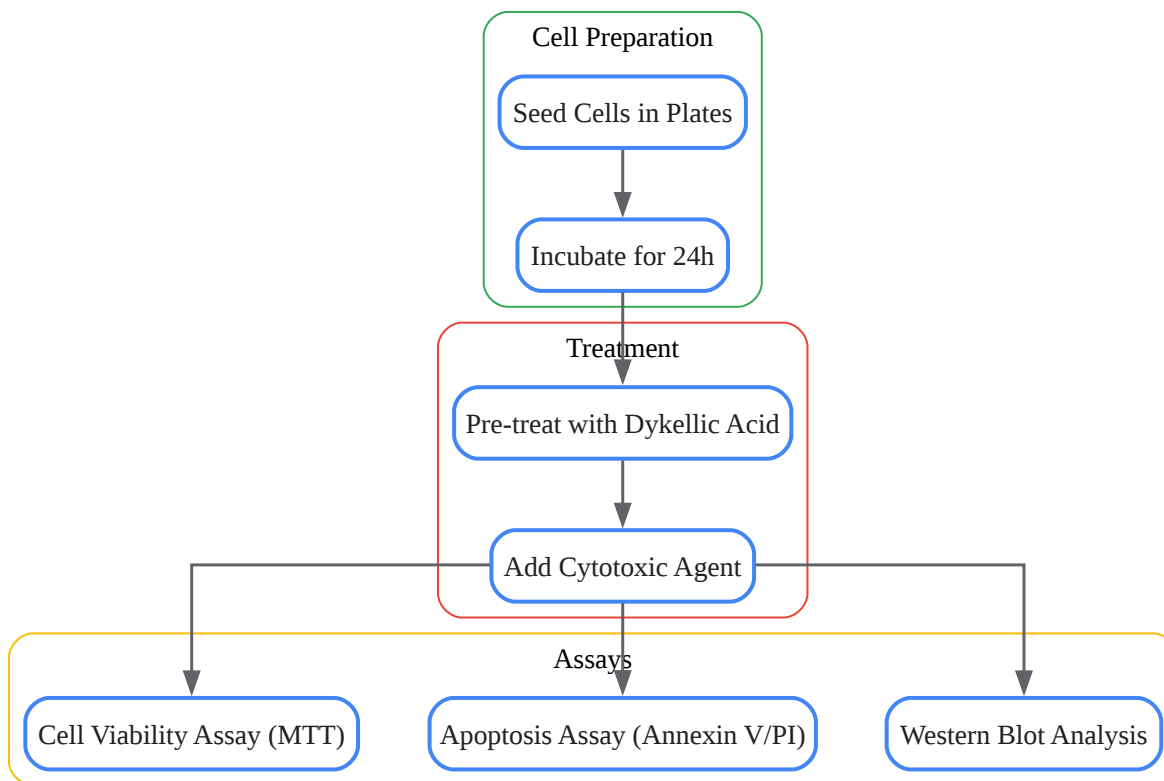 Cell Preparation
Seed Cells in Plates
Incubate for 24h
Treatment
Pre-treat with Dykellic Acid
Add Cytotoxic Agent
Assays
Cell Viability Assay (MTT)
Apoptosis Assay (Annexin V/PI)
Western Blot Analysis